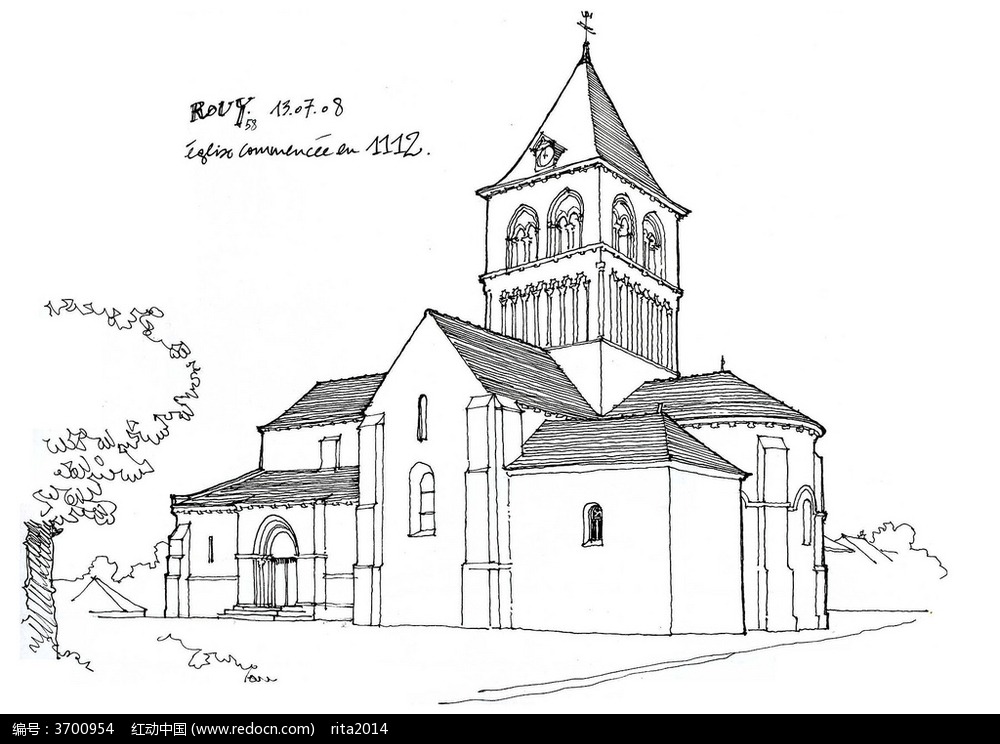 ROUY. 13.07.08
58
église commencée en 1112.
编号：3700954 红动中国 (www.redocn.com) rita2014